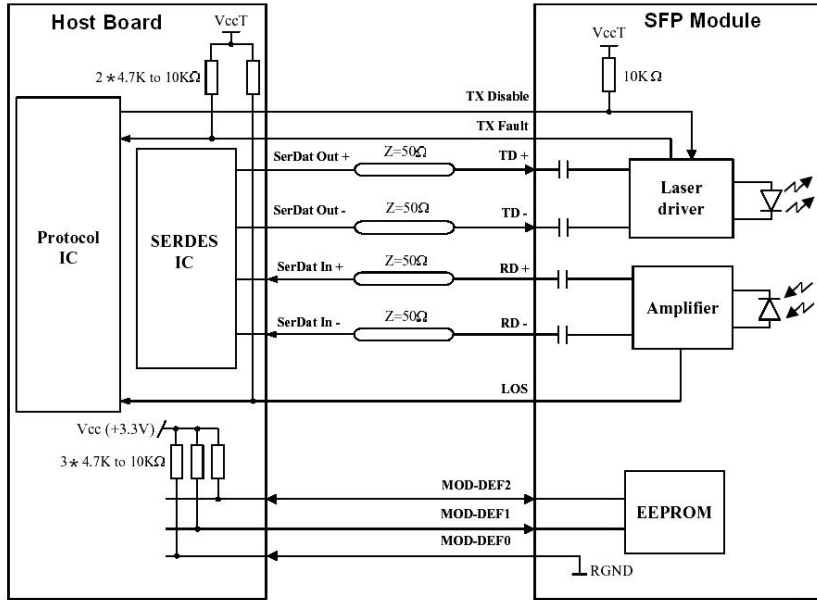 Host Board
SFP Module
VccT
VccT
2*4.7K to 10KΩ
10KΩ
TX Disable
TX Fault
SerDat Out +
Z=50Ω
TD +
SerDat Out -
Z=50Ω
TD -
Laser
driver
Protocol
IC
SERDES
IC
SerDat In +
Z=50Ω
RD +
SerDat In -
Z=50Ω
RD -
Amplifier
LOS
Vcc (+3.3V)
3*4.7K to 10KΩ
MOD-DEF2
MOD-DEF1
MOD-DEF0
EEPROM
RGND